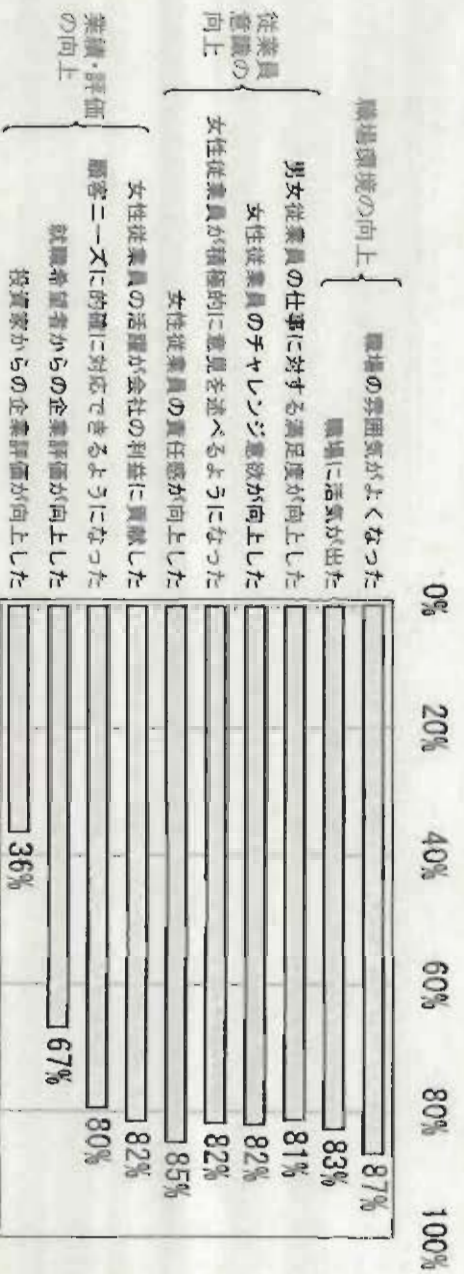 0% 20% 40% 60% 80% 100%
職場環境の向上
職場の雰囲気がよくなった 87%
職場に活気が出た 83%
従業員
意識の
向上
男女従業員の仕事に対する満足度が向上した 81%
女性従業員のチャレンジ意欲が向上した 82%
女性従業員が積極的に意見を述べるようになった 82%
女性従業員の責任感が向上した 85%
業績・評価
の向上
女性従業員の活躍が会社の利益に貢献した 82%
顧客ニーズに的確に対応できるようになった 80%
就職希望者からの企業評価が向上した 67%
投資家からの企業評価が向上した 36%